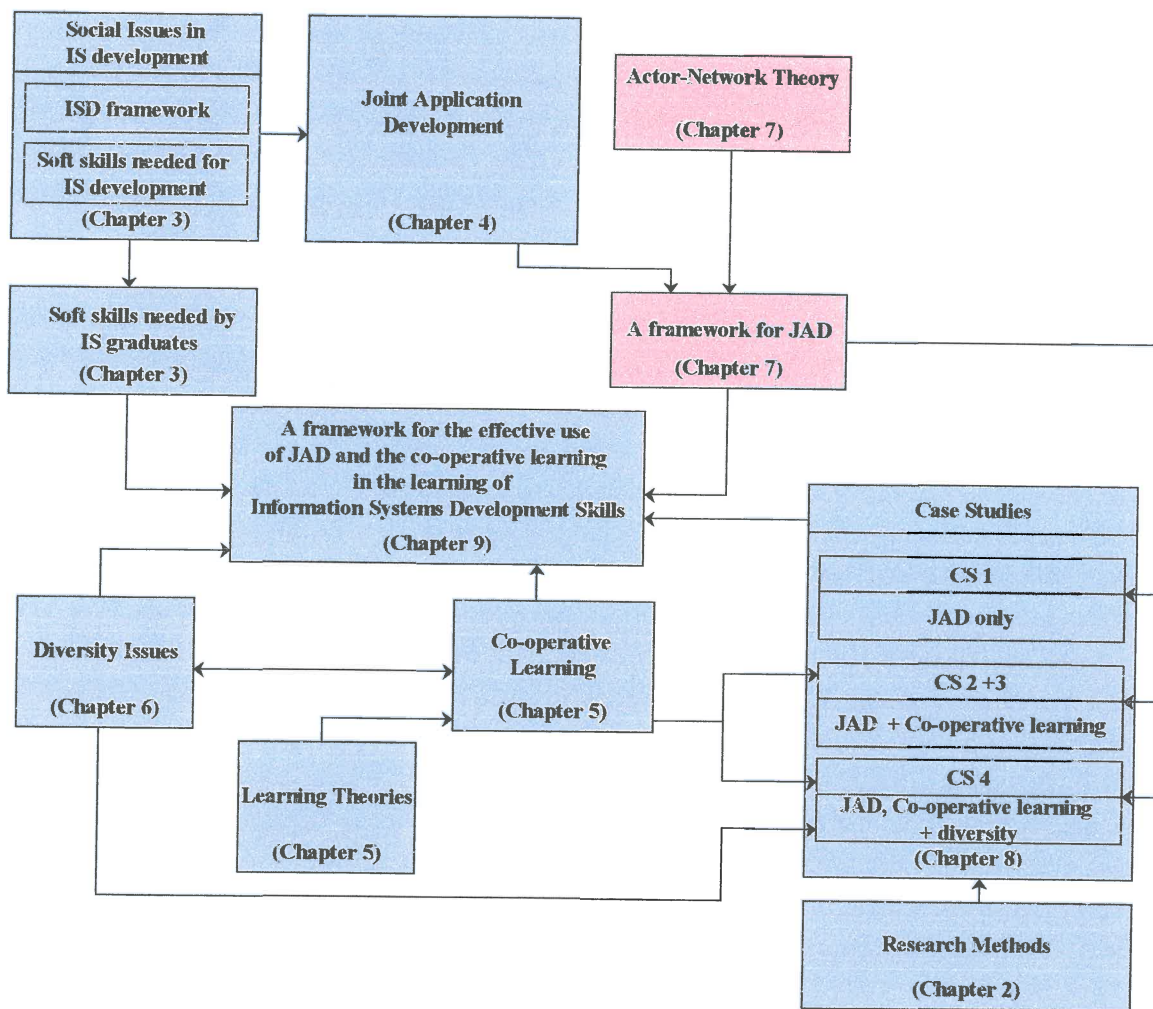 Social Issues in
IS development
ISD framework
Soft skills needed for
IS development
(Chapter 3)
Joint Application
Development
(Chapter 4)
Actor-Network Theory
(Chapter 7)
Soft skills needed by
IS graduates
(Chapter 3)
A framework for JAD
(Chapter 7)
A framework for the effective use
of JAD and the co-operative learning
in the learning of
Information Systems Development Skills
(Chapter 9)
Case Studies
CS 1
JAD only
CS 2 +3
JAD + Co-operative learning
CS 4
JAD, Co-operative learning
+ diversity
(Chapter 8)
Diversity Issues
(Chapter 6)
Co-operative
Learning
(Chapter 5)
Learning Theories
(Chapter 5)
Research Methods
(Chapter 2)